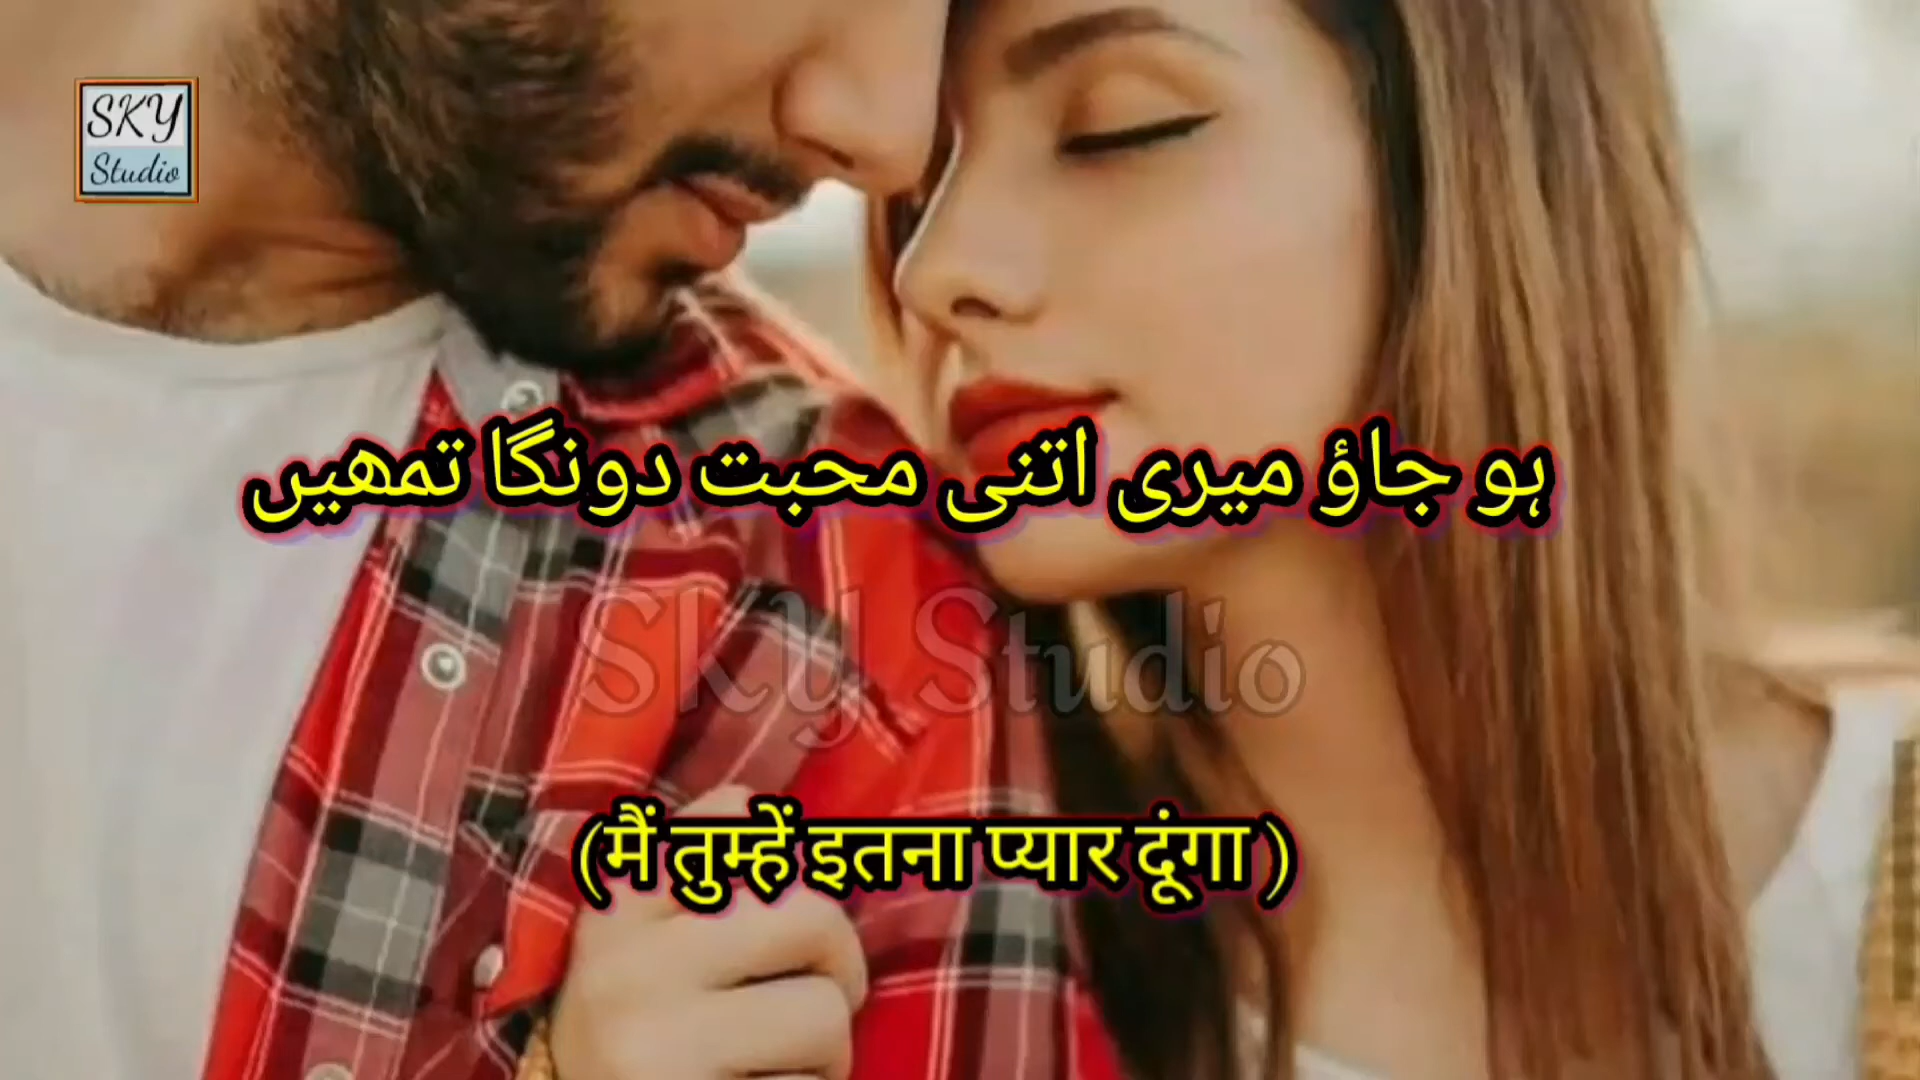 SKY
Studio
ہو جاؤ میری اتنی محبت دونگا تمھیں
SKY Studio
(मैं तुम्हें इतना प्यार दूंगा )